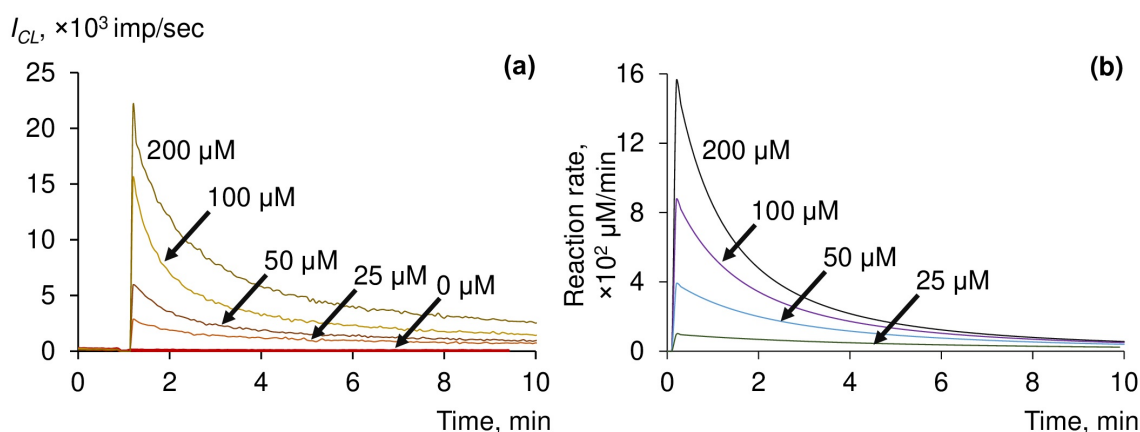 I_CL, ×10³ imp/sec
(a)
25
20
15
10
5
0
200 µM
100 µM
50 µM
25 µM
0 µM
0 2 4 6 8 10
Time, min
(b)
Reaction rate,
×10² µM/min
16
12
8
4
0
200 µM
100 µM
50 µM
25 µM
0 2 4 6 8 10
Time, min